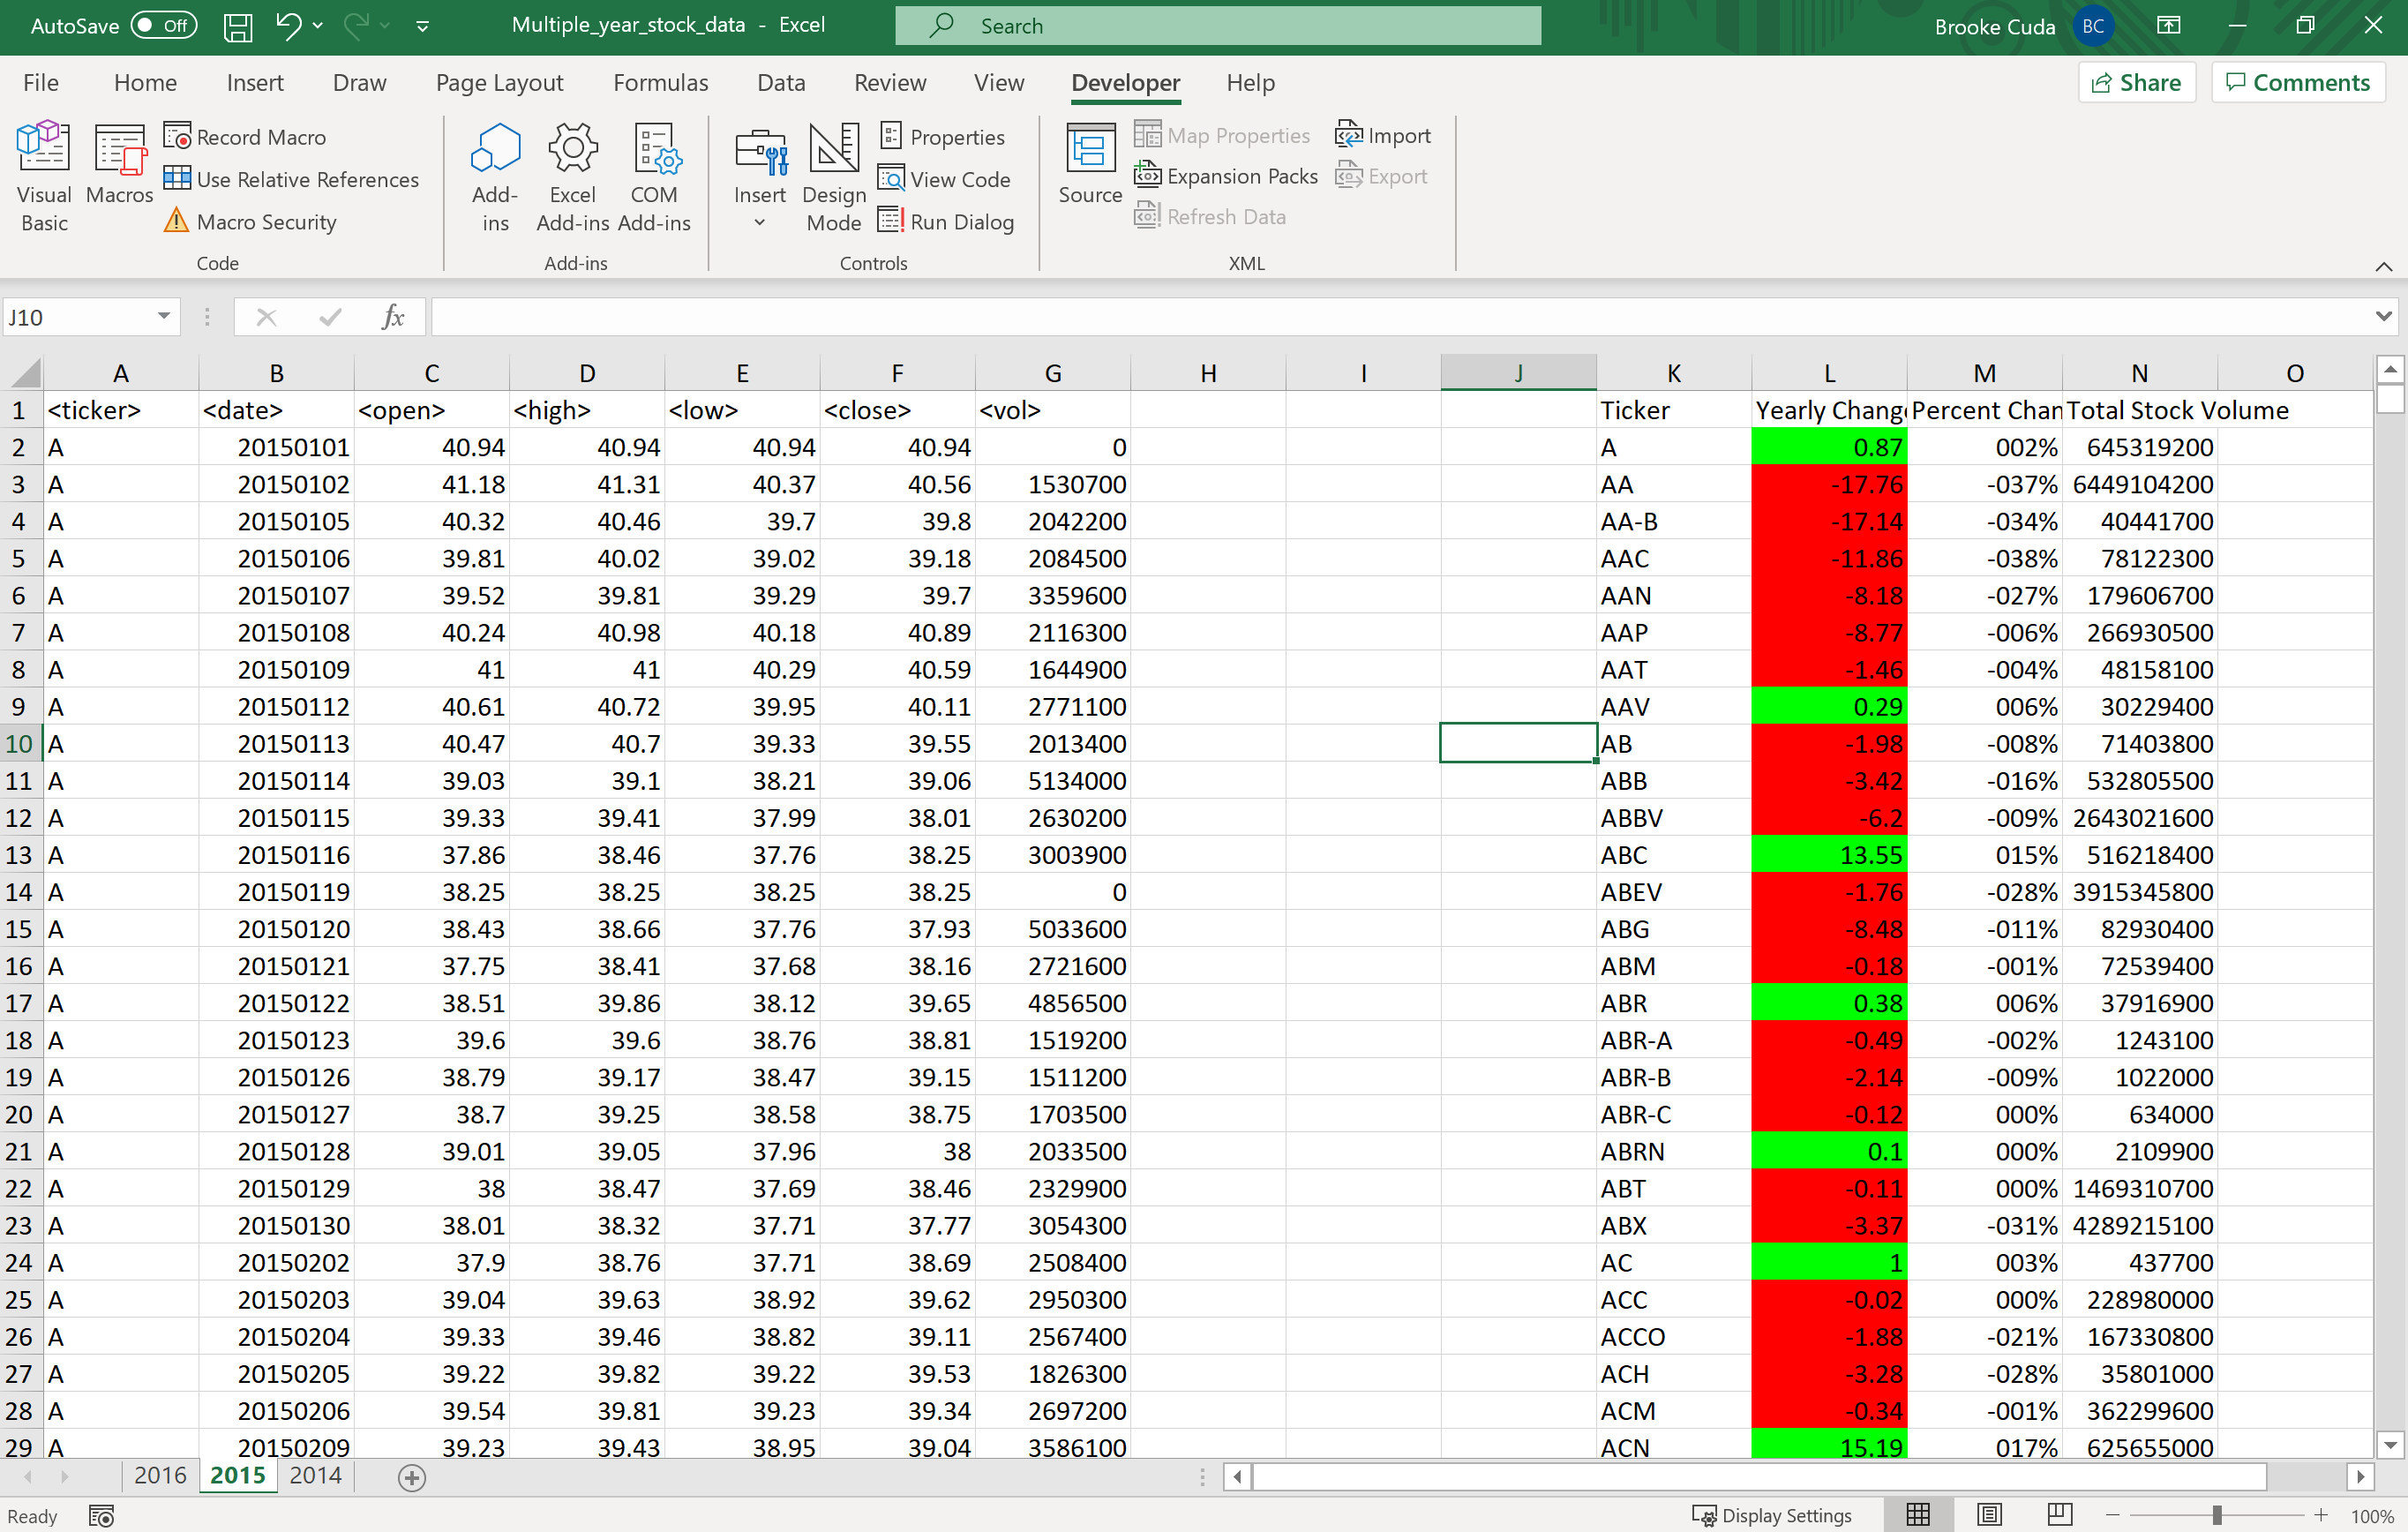 AutoSave Off Multiple_year_stock_data - Excel Search Brooke Cuda BC
File Home Insert Draw Page Layout Formulas Data Review View Developer Help Share Comments
Visual Basic Macros Record Macro Use Relative References Macro Security
Code
Add-ins Excel Add-ins COM Add-ins
Add-ins
Insert Design Mode Properties View Code Run Dialog
Controls
Source Map Properties Expansion Packs Refresh Data Import Export
XML
J10 fx
A B C D E F G H I J K L M N O
1 <ticker> <date> <open> <high> <low> <close> <vol> Ticker Yearly Chang Percent Chan Total Stock Volume
2 A 20150101 40.94 40.94 40.94 40.94 0 A 0.87 002% 645319200
3 A 20150102 41.18 41.31 40.37 40.56 1530700 AA -17.76 -037% 6449104200
4 A 20150105 40.32 40.46 39.7 39.8 2042200 AA-B -17.14 -034% 40441700
5 A 20150106 39.81 40.02 39.02 39.18 2084500 AAC -11.86 -038% 78122300
6 A 20150107 39.52 39.81 39.29 39.7 3359600 AAN -8.18 -027% 179606700
7 A 20150108 40.24 40.98 40.18 40.89 2116300 AAP -8.77 -006% 266930500
8 A 20150109 41 41 40.29 40.59 1644900 AAT -1.46 -004% 48158100
9 A 20150112 40.61 40.72 39.95 40.11 2771100 AAV 0.29 006% 30229400
10 A 20150113 40.47 40.7 39.33 39.55 2013400 AB -1.98 -008% 71403800
11 A 20150114 39.03 39.1 38.21 39.06 5134000 ABB -3.42 -016% 532805500
12 A 20150115 39.33 39.41 37.99 38.01 2630200 ABBV -6.2 -009% 2643021600
13 A 20150116 37.86 38.46 37.76 38.25 3003900 ABC 13.55 015% 516218400
14 A 20150119 38.25 38.25 38.25 38.25 0 ABEV -1.76 -028% 3915345800
15 A 20150120 38.43 38.66 37.76 37.93 5033600 ABG -8.48 -011% 82930400
16 A 20150121 37.75 38.41 37.68 38.16 2721600 ABM -0.18 -001% 72539400
17 A 20150122 38.51 39.86 38.12 39.65 4856500 ABR 0.38 006% 37916900
18 A 20150123 39.6 39.6 38.76 38.81 1519200 ABR-A -0.49 -002% 1243100
19 A 20150126 38.79 39.17 38.47 39.15 1511200 ABR-B -2.14 -009% 1022000
20 A 20150127 38.7 39.25 38.58 38.75 1703500 ABR-C -0.12 000% 634000
21 A 20150128 39.01 39.05 37.96 38 2033500 ABRN 0.1 000% 2109900
22 A 20150129 38 38.47 37.69 38.46 2329900 ABT -0.11 000% 1469310700
23 A 20150130 38.01 38.32 37.71 37.77 3054300 ABX -3.37 -031% 4289215100
24 A 20150202 37.9 38.76 37.71 38.69 2508400 AC 1 003% 437700
25 A 20150203 39.04 39.63 38.92 39.62 2950300 ACC -0.02 000% 228980000
26 A 20150204 39.33 39.46 38.82 39.11 2567400 ACCO -1.88 -021% 167330800
27 A 20150205 39.22 39.82 39.22 39.53 1826300 ACH -3.28 -028% 35801000
28 A 20150206 39.54 39.81 39.23 39.34 2697200 ACM -0.34 -001% 362299600
29 A 20150209 39.23 39.43 38.95 39.04 3586100 ACN 15.19 017% 625655000
2016 2015 2014
Ready Display Settings 100%